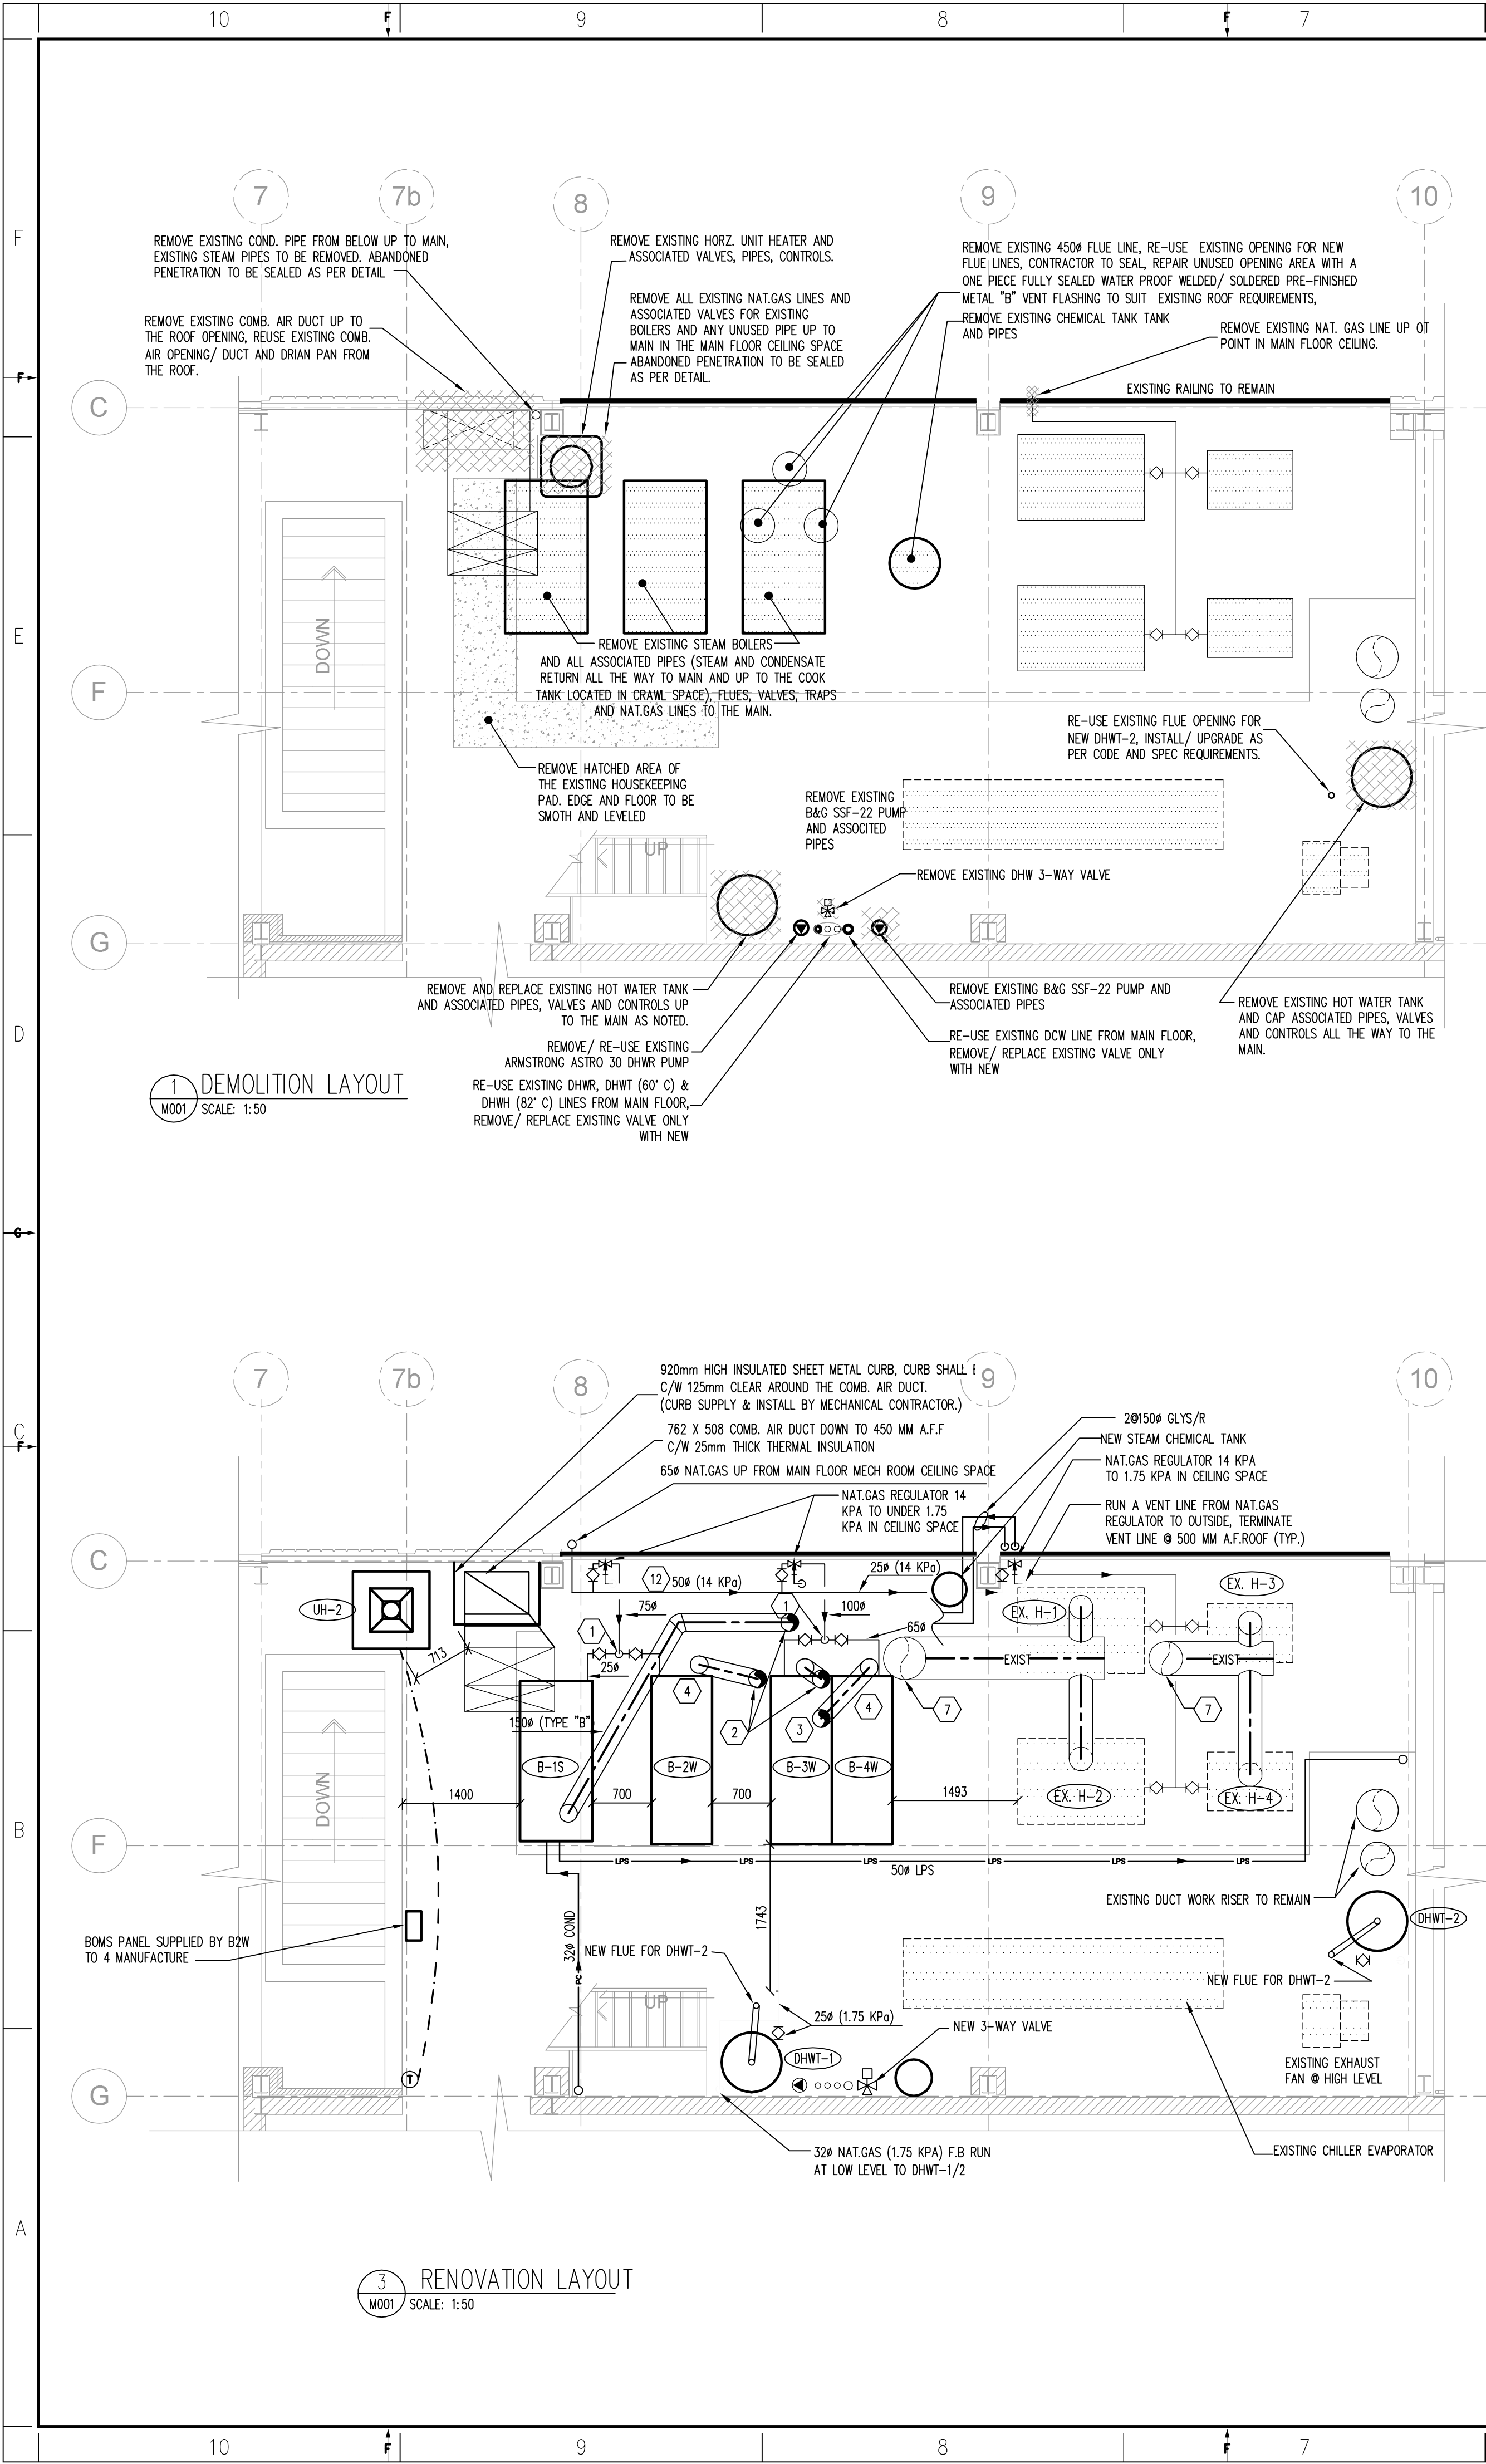 10
F
9
8
F
7
7
7b
8
9
10
F
REMOVE EXISTING COND. PIPE FROM BELOW UP TO MAIN,
EXISTING STEAM PIPES TO BE REMOVED. ABANDONED
PENETRATION TO BE SEALED AS PER DETAIL
REMOVE EXISTING HORZ. UNIT HEATER AND
ASSOCIATED VALVES, PIPES, CONTROLS.
REMOVE EXISTING 450ø FLUE LINE, RE-USE EXISTING OPENING FOR NEW
FLUE LINES, CONTRACTOR TO SEAL, REPAIR UNUSED OPENING AREA WITH A
ONE PIECE FULLY SEALED WATER PROOF WELDED/ SOLDERED PRE-FINISHED
METAL "B" VENT FLASHING TO SUIT EXISTING ROOF REQUIREMENTS,
REMOVE EXISTING CHEMICAL TANK TANK
AND PIPES
REMOVE ALL EXISTING NAT.GAS LINES AND
ASSOCIATED VALVES FOR EXISTING
BOILERS AND ANY UNUSED PIPE UP TO
MAIN IN THE MAIN FLOOR CEILING SPACE
ABANDONED PENETRATION TO BE SEALED
AS PER DETAIL.
REMOVE EXISTING COMB. AIR DUCT UP TO
THE ROOF OPENING, REUSE EXISTING COMB.
AIR OPENING/ DUCT AND DRIAN PAN FROM
THE ROOF.
REMOVE EXISTING NAT. GAS LINE UP OT
POINT IN MAIN FLOOR CEILING.
F
EXISTING RAILING TO REMAIN
C
DOWN
E
REMOVE EXISTING STEAM BOILERS
AND ALL ASSOCIATED PIPES (STEAM AND CONDENSATE
RETURN ALL THE WAY TO MAIN AND UP TO THE COOK
TANK LOCATED IN CRAWL SPACE), FLUES, VALVES, TRAPS
AND NAT.GAS LINES TO THE MAIN.
F
RE-USE EXISTING FLUE OPENING FOR
NEW DHWT-2, INSTALL/ UPGRADE AS
PER CODE AND SPEC REQUIREMENTS.
REMOVE HATCHED AREA OF
THE EXISTING HOUSEKEEPING
PAD. EDGE AND FLOOR TO BE
SMOTH AND LEVELED
REMOVE EXISTING
B&G SSF-22 PUMP
AND ASSOCITED
PIPES
UP
REMOVE EXISTING DHW 3-WAY VALVE
G
REMOVE AND REPLACE EXISTING HOT WATER TANK
AND ASSOCIATED PIPES, VALVES AND CONTROLS UP
TO THE MAIN AS NOTED.
REMOVE EXISTING B&G SSF-22 PUMP AND
ASSOCIATED PIPES
REMOVE EXISTING HOT WATER TANK
AND CAP ASSOCIATED PIPES, VALVES
AND CONTROLS ALL THE WAY TO THE
MAIN.
D
REMOVE/ RE-USE EXISTING
ARMSTRONG ASTRO 30 DHWR PUMP
RE-USE EXISTING DCW LINE FROM MAIN FLOOR,
REMOVE/ REPLACE EXISTING VALVE ONLY
WITH NEW
RE-USE EXISTING DHWR, DHWT (60° C) &
DHWH (82° C) LINES FROM MAIN FLOOR,
REMOVE/ REPLACE EXISTING VALVE ONLY
WITH NEW
1
M001
DEMOLITION LAYOUT
SCALE: 1:50
G
7
7b
8
9
10
920mm HIGH INSULATED SHEET METAL CURB, CURB SHALL
C/W 125mm CLEAR AROUND THE COMB. AIR DUCT.
(CURB SUPPLY & INSTALL BY MECHANICAL CONTRACTOR.)
762 X 508 COMB. AIR DUCT DOWN TO 450 MM A.F.F
C/W 25mm THICK THERMAL INSULATION
65ø NAT.GAS UP FROM MAIN FLOOR MECH ROOM CEILING SPACE
2@150ø GLYS/R
NEW STEAM CHEMICAL TANK
NAT.GAS REGULATOR 14 KPA
TO 1.75 KPA IN CEILING SPACE
C
F
NAT.GAS REGULATOR 14
KPA TO UNDER 1.75
KPA IN CEILING SPACE
RUN A VENT LINE FROM NAT.GAS
REGULATOR TO OUTSIDE, TERMINATE
VENT LINE @ 500 MM A.F.ROOF (TYP.)
C
12
50ø (14 KPa)
25ø (14 KPa)
UH-2
EX. H-1
EX. H-3
75ø
100ø
1
1
65ø
713
25ø
EXIST
EXIST
4
2
3
4
7
7
150ø (TYPE "B"
B-1S
B-2W
B-3W
B-4W
EX. H-2
EX. H-4
DOWN
1400
700
700
1493
B
F
LPS
LPS
LPS
LPS
LPS
LPS
50ø LPS
EXISTING DUCT WORK RISER TO REMAIN
DHWT-2
1743
32ø COND
PC
BOMS PANEL SUPPLIED BY B2W
TO 4 MANUFACTURE
NEW FLUE FOR DHWT-2
NEW FLUE FOR DHWT-2
UP
25ø (1.75 KPa)
NEW 3-WAY VALVE
DHWT-1
T
EXISTING EXHAUST
FAN @ HIGH LEVEL
G
32ø NAT.GAS (1.75 KPA) F.B RUN
AT LOW LEVEL TO DHWT-1/2
EXISTING CHILLER EVAPORATOR
A
3
M001
RENOVATION LAYOUT
SCALE: 1:50
10
F
9
8
F
7